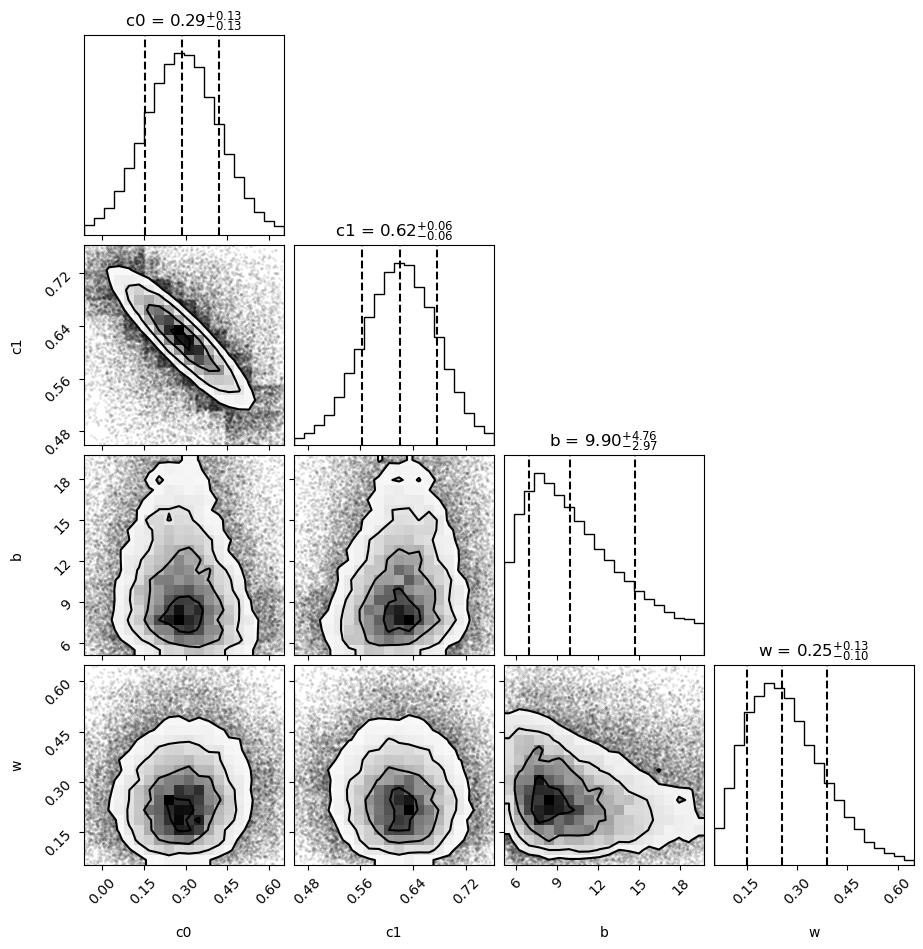 c0 = 0.29+0.13−0.13
c1 = 0.62+0.06−0.06
0.72
0.64
0.56
0.48
c1
b = 9.90+4.76−2.97
18
15
12
9
6
b
w = 0.25+0.13−0.10
0.60
0.45
0.30
0.15
w
0.00 0.15 0.30 0.45 0.60
0.48 0.56 0.64 0.72
6 9 12 15 18
0.15 0.30 0.45 0.60
c0 c1 b w